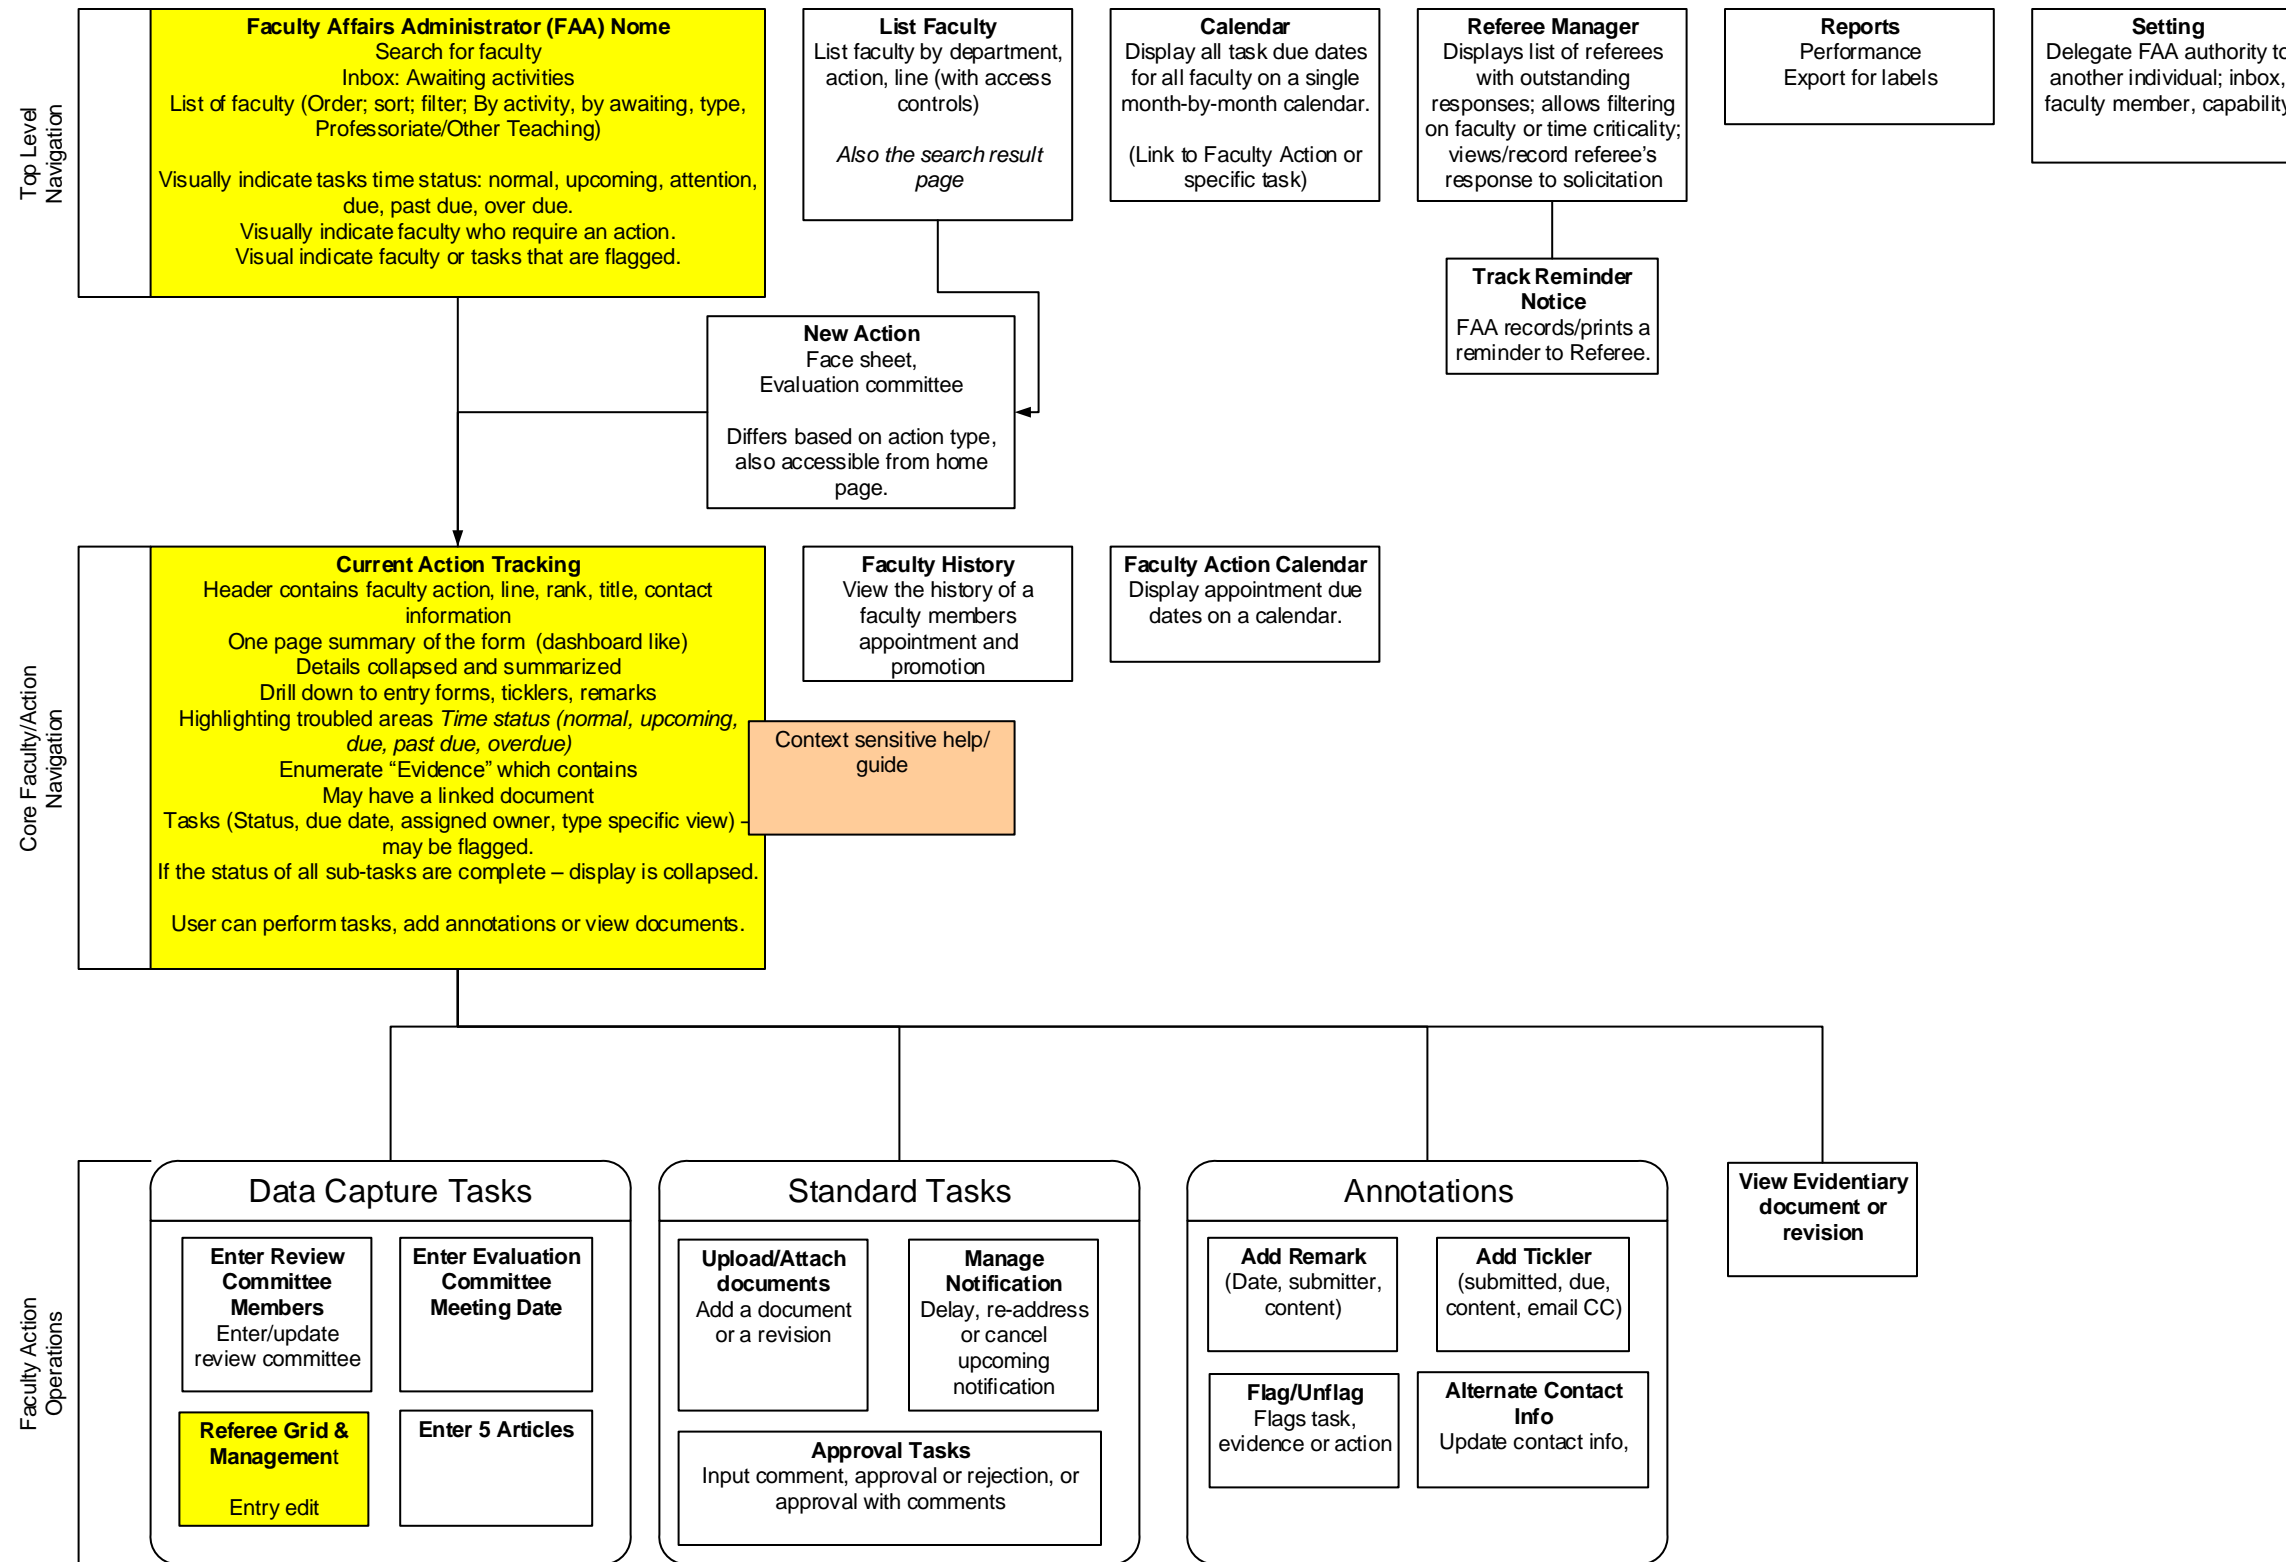 Top Level
Navigation
Faculty Affairs Administrator (FAA) Nome
Search for faculty
Inbox: Awaiting activities
List of faculty (Order; sort; filter; By activity, by awaiting, type,
Professoriate/Other Teaching)
Visually indicate tasks time status: normal, upcoming, attention,
due, past due, over due.
Visually indicate faculty who require an action.
Visual indicate faculty or tasks that are flagged.
List Faculty
List faculty by department,
action, line (with access
controls)
Also the search result
page
Calendar
Display all task due dates
for all faculty on a single
month-by-month calendar.
(Link to Faculty Action or
specific task)
Referee Manager
Displays list of referees
with outstanding
responses; allows filtering
on faculty or time criticality;
views/record referee's
response to solicitation
Reports
Performance
Export for labels
Setting
Delegate FAA authority to
another individual; inbox,
faculty member, capability
Track Reminder
Notice
FAA records/prints a
reminder to Referee.
New Action
Face sheet,
Evaluation committee
Differs based on action type,
also accessible from home
page.
Core Faculty/Action
Navigation
Current Action Tracking
Header contains faculty action, line, rank, title, contact
information
One page summary of the form (dashboard like)
Details collapsed and summarized
Drill down to entry forms, ticklers, remarks
Highlighting troubled areas Time status (normal, upcoming,
due, past due, overdue)
Enumerate “Evidence” which contains
May have a linked document
Tasks (Status, due date, assigned owner, type specific view) –
may be flagged.
If the status of all sub-tasks are complete – display is collapsed.
User can perform tasks, add annotations or view documents.
Faculty History
View the history of a
faculty members
appointment and
promotion
Faculty Action Calendar
Display appointment due
dates on a calendar.
Context sensitive help/
guide
Faculty Action
Operations
Data Capture Tasks
Enter Review
Committee
Members
Enter/update
review committee
Enter Evaluation
Committee
Meeting Date
Referee Grid &
Management
Entry edit
Enter 5 Articles
Standard Tasks
Upload/Attach
documents
Add a document
or a revision
Manage
Notification
Delay, re-address
or cancel
upcoming
notification
Approval Tasks
Input comment, approval or rejection, or
approval with comments
Annotations
Add Remark
(Date, submitter,
content)
Add Tickler
(submitted, due,
content, email CC)
Flag/Unflag
Flags task,
evidence or action
Alternate Contact
Info
Update contact info,
View Evidentiary
document or
revision